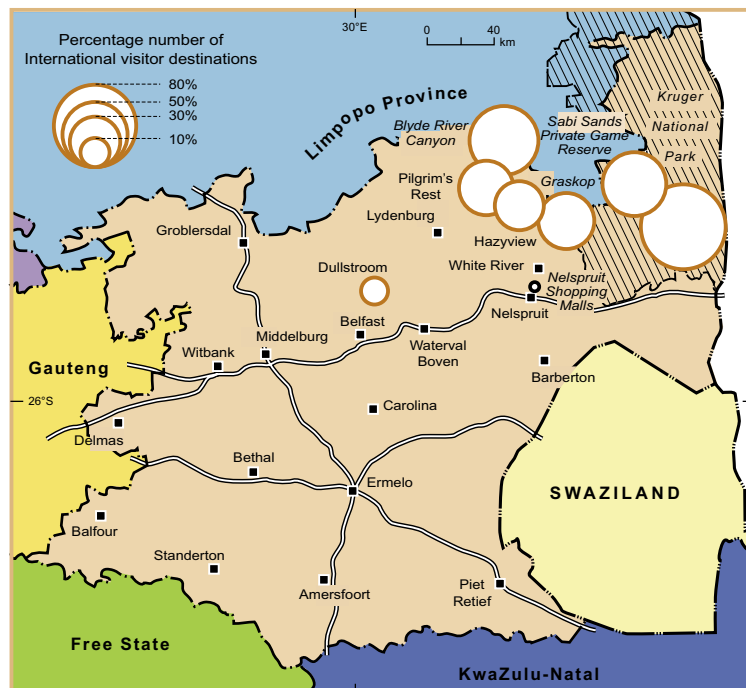 Percentage number of
International visitor destinations
80%
50%
30%
10%
30°E
0 40
km
Limpopo Province
Blyde River
Canyon
Sabi Sands
Private Game
Reserve
Kruger
National
Park
Pilgrim's
Rest
Graskop
Lydenburg
Groblersdal
Hazyview
White River
Dullstroom
Nelspruit
Shopping
Malls
Nelspruit
Belfast
Middelburg
Waterval
Boven
Witbank
Gauteng
Barberton
26°S
Carolina
Delmas
Bethal
Ermelo
SWAZILAND
Balfour
Standerton
Amersfoort
Piet
Retief
Free State
KwaZulu-Natal